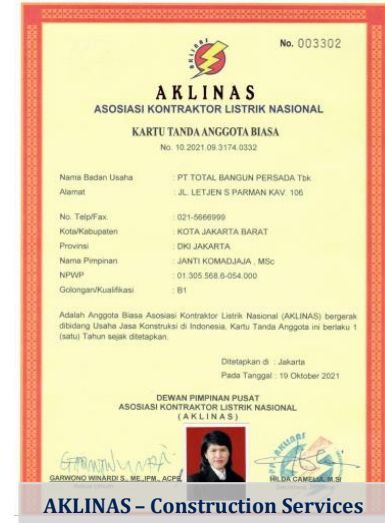 No. 003302
AKLINAS
ASOSIASI KONTRAKTOR LISTRIK NASIONAL
KARTU TANDA ANGGOTA BIASA
No. 10.2021.09.3174.0332
Nama Badan Usaha : PT TOTAL BANGUN PERSADA Tbk
Alamat : JL. LETJEN S PARMAN KAV. 106
No. Telp/Fax. : 021-5666999
Kota/Kabupaten : KOTA JAKARTA BARAT
Provinsi : DKI JAKARTA
Nama Pimpinan : JANTI KOMADJAJA , MSc
NPWP : 01.305.568.6-054.000
Golongan/Kualifikasi : B1
Adalah Anggota Biasa Asosiasi Kontraktor Listrik Nasional (AKLINAS) bergerak
dibidang Usaha Jasa Konstruksi di Indonesia, Kartu Tanda Anggota ini berlaku 1
(satu) Tahun sejak ditetapkan.
Ditetapkan di : Jakarta
Pada Tanggal : 19 Oktober 2021
DEWAN PIMPINAN PUSAT
ASOSIASI KONTRAKTOR LISTRIK NASIONAL
( A K L I N A S )
GARWONO WINARDI S., ME.,IPM., ACPE
HILDA CAMELIA, M.Si
AKLINAS – Construction Services